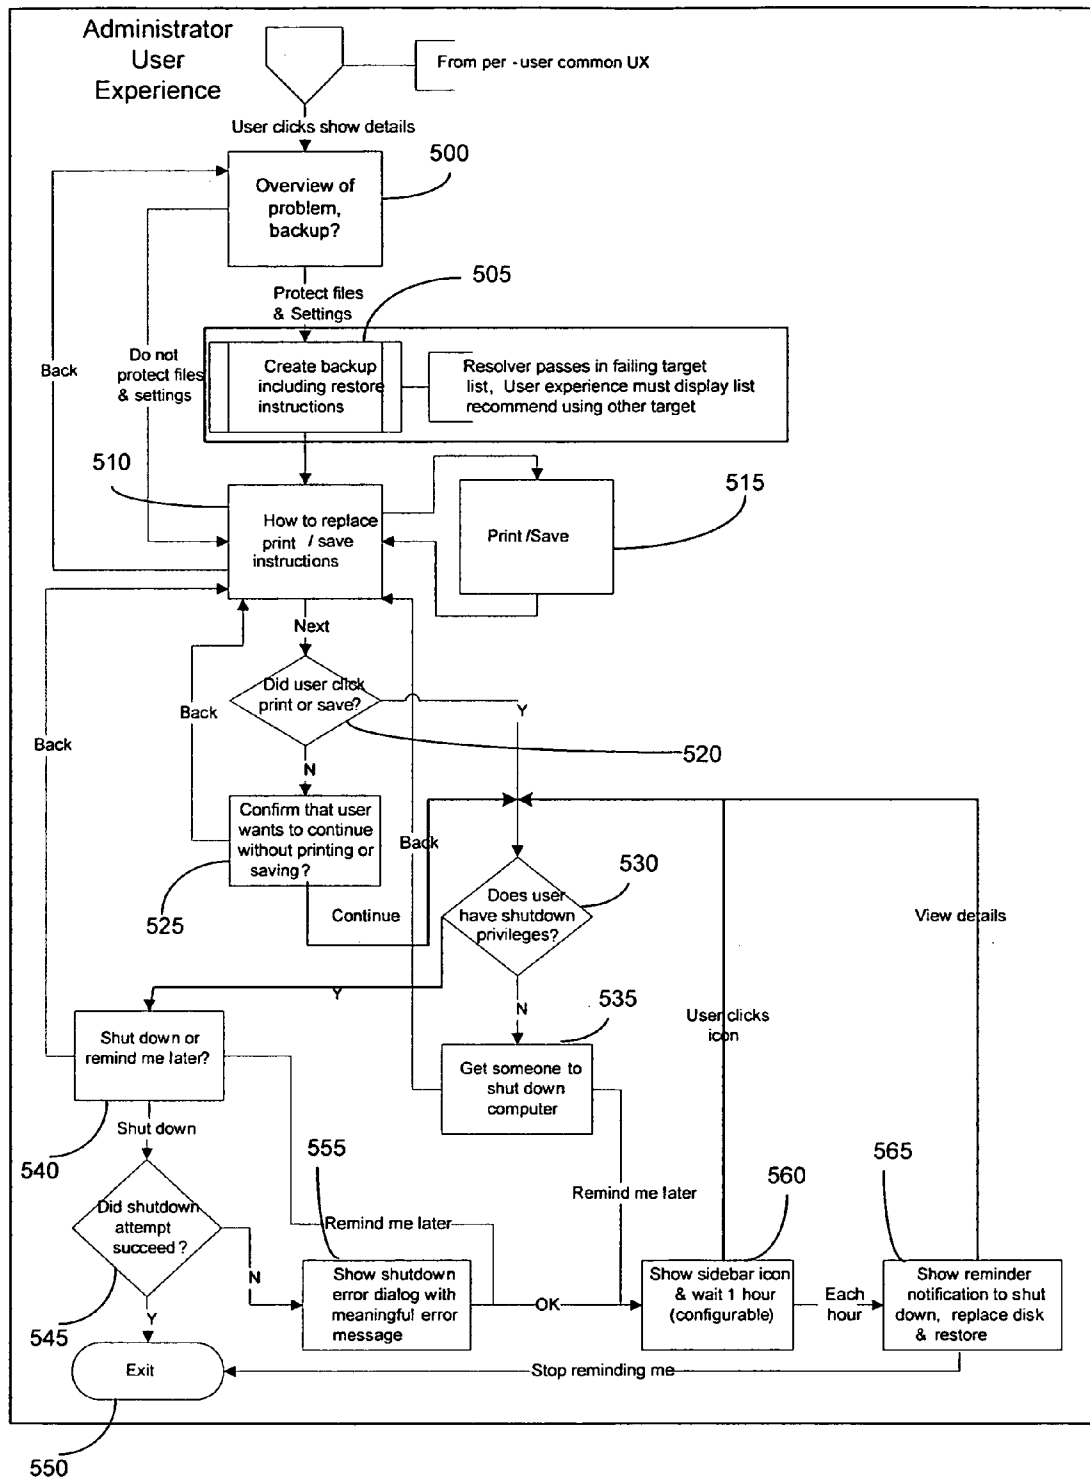 Administrator
User
Experience
From per - user common UX
User clicks show details
500
Overview of
problem,
backup?
505
Protect files
& Settings
Do not
protect files
& settings
Back
Create backup
including restore
instructions
Resolver passes in failing target
list, User experience must display list
recommend using other target
510
515
How to replace
print / save
instructions
Print /Save
Next
Did user click
print or save?
Y
Back
Back
520
N
Confirm that user
wants to continue
without printing or
saving?
Back
530
525
Continue
Does user
have shutdown
privileges?
View details
Y
N
535
User clicks
icon
Shut down or
remind me later?
Get someone to
shut down
computer
Shut down
540
555
560
565
Did shutdown
attempt
succeed?
Remind me later
Remind me later
N
Show shutdown
error dialog with
meaningful error
message
OK
Show sidebar icon
& wait 1 hour
(configurable)
Each
hour
Show reminder
notification to shut
down, replace disk
& restore
Y
545
Exit
Stop reminding me
550